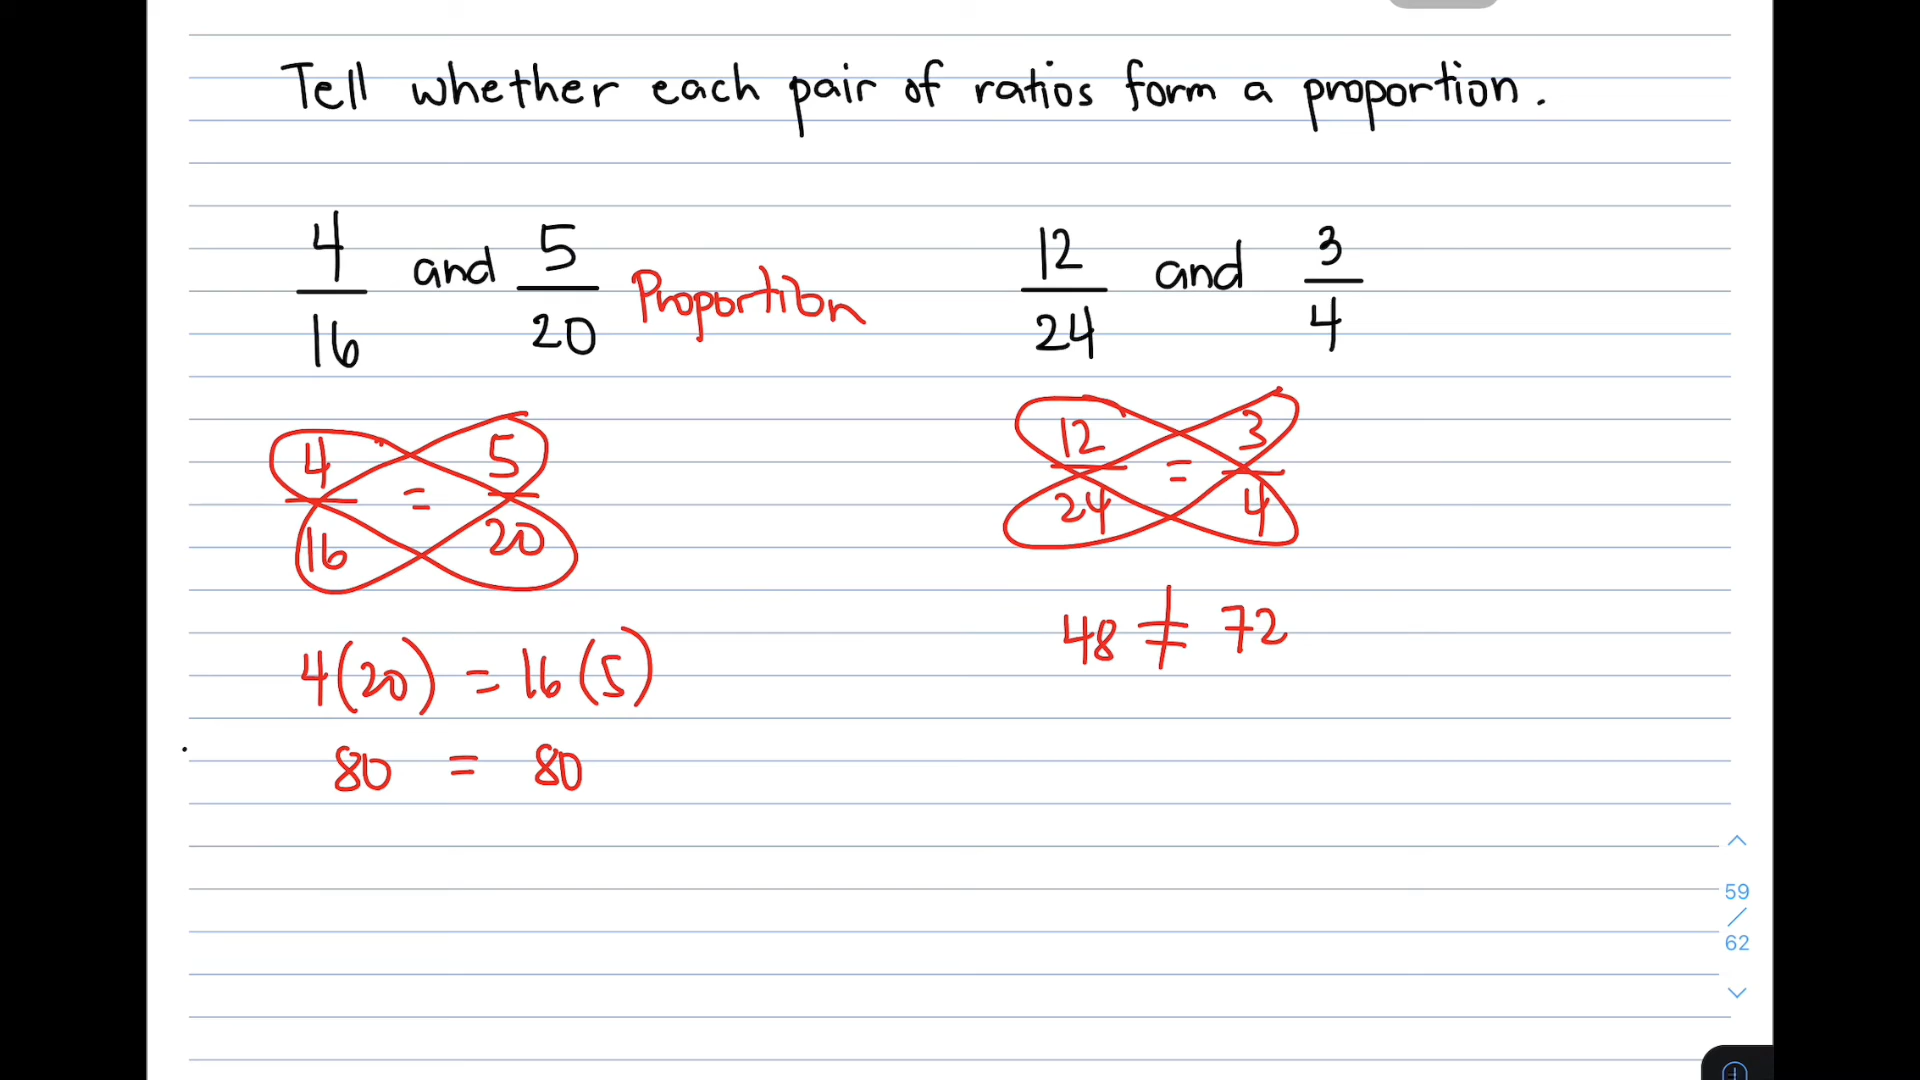 Tell whether each pair of ratios form a proportion.
4/16 and 5/20 Proportion
12/24 and 3/4
4/16 = 5/20
12/24 = 3/4
48 ≠ 72
4(20) = 16(5)
80 = 80
59
/
62